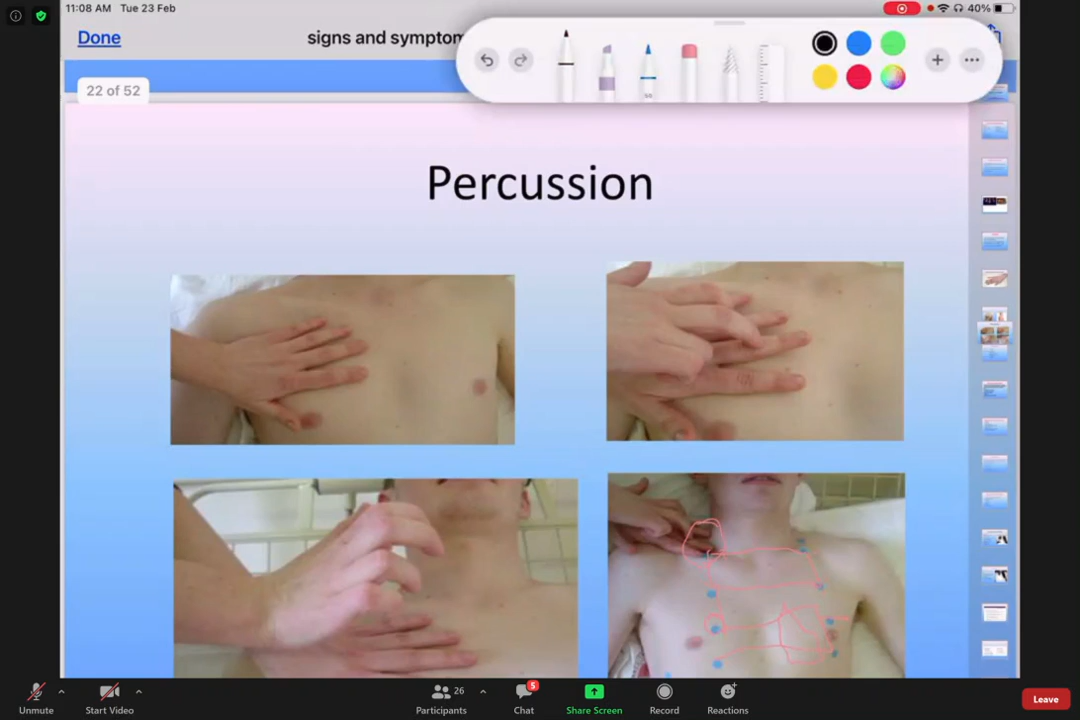 11:08 AM Tue 23 Feb
40%
Done
signs and symptom
22 of 52
Percussion
Unmute
Start Video
26
Participants
5
Chat
Share Screen
Record
Reactions
Leave